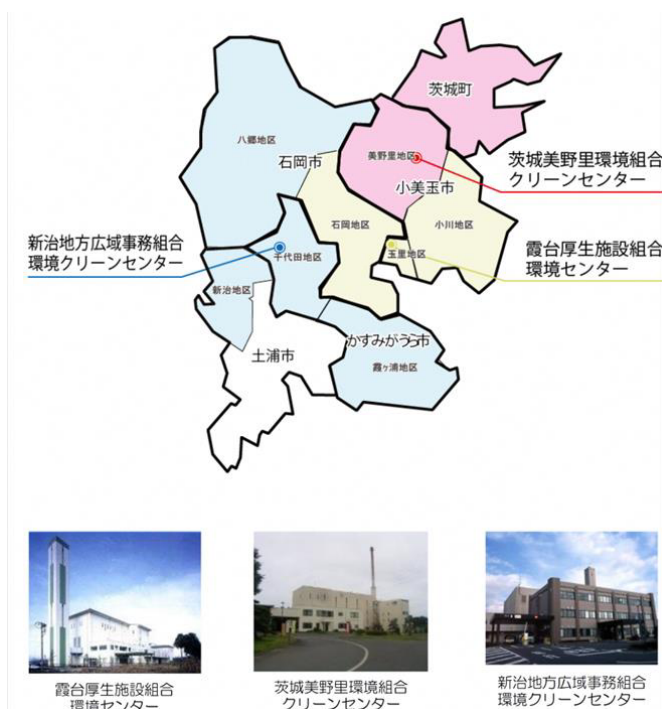 茨城町
八郷地区
美野里地区
石岡市
茨城美野里環境組合
クリーンセンター
小美玉市
石岡地区
小川地区
新治地方広域事務組合
環境クリーンセンター
千代田地区
玉里地区
霞台厚生施設組合
環境センター
新治地区
かすみがうら市
土浦市
霞ヶ浦地区
霞台厚生施設組合
環境センター
茨城美野里環境組合
クリーンセンター
新治地方広域事務組合
環境クリーンセンター